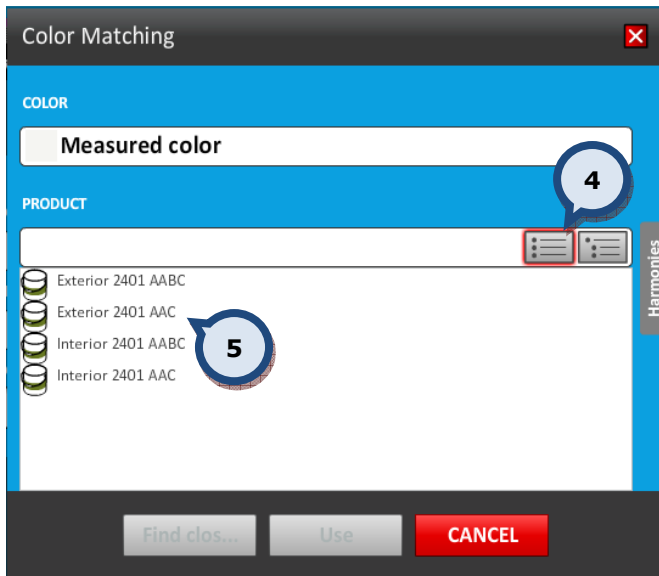 Color Matching
COLOR
Measured color
4
PRODUCT
Harmonies
Exterior 2401 AABC
Exterior 2401 AAC
Interior 2401 AABC
5
Interior 2401 AAC
Find clos... Use CANCEL